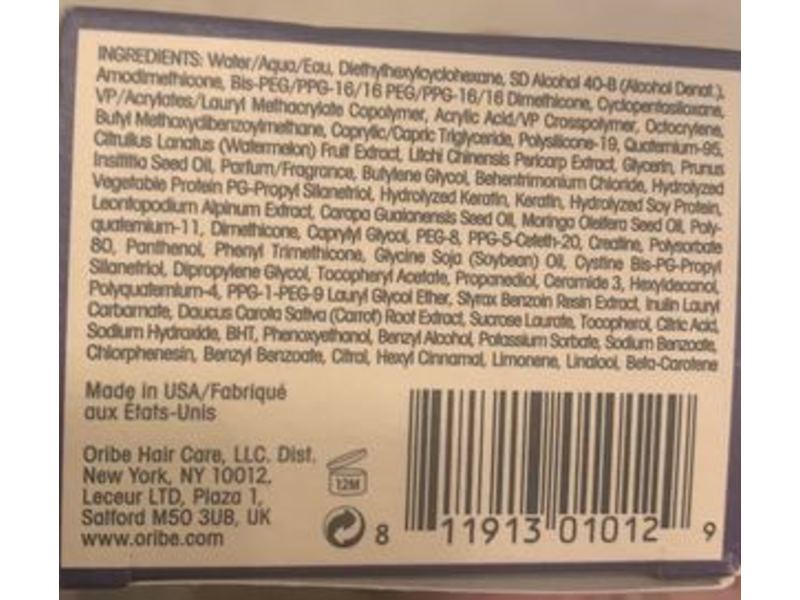 INGREDIENTS: Water/Aqua/Eau, Diethylhexylcyclohexane, SD Alcohol 40-B (Alcohol Denat.),
Amodimethicone, Bis-PEG/PPG-16/16 PEG/PPG-16/16 Dimethicone, Cyclopentasiloxane,
VP/Acrylates/Lauryl Methacrylate Copolymer, Acrylic Acid/VP Crosspolymer, Octocrylene,
Butyl Methoxydibenzoylmethane, Caprylic/Capric Triglyceride, Polysilicone-19, Quaternium-95,
Citrullus Lanatus (Watermelon) Fruit Extract, Litchi Chinensis Pericarp Extract, Glycerin, Prunus
Insititia Seed Oil, Parfum/Fragrance, Butylene Glycol, Behentrimonium Chloride, Hydrolyzed
Vegetable Protein PG-Propyl Silanetriol, Hydrolyzed Keratin, Keratin, Hydrolyzed Soy Protein,
Leontopodium Alpinum Extract, Carapa Guaianensis Seed Oil, Moringa Oleifera Seed Oil, Poly-
quaternium-11, Dimethicone, Caprylyl Glycol, PEG-8, PPG-5-Ceteth-20, Creatine, Polysorbate
80, Panthenol, Phenyl Trimethicone, Glycine Soja (Soybean) Oil, Cystine Bis-PG-Propyl
Silanetriol, Dipropylene Glycol, Tocopheryl Acetate, Propanediol, Ceramide 3, Hexyldecanol,
Polyquaternium-4, PPG-1-PEG-9 Lauryl Glycol Ether, Styrax Benzoin Resin Extract, Inulin Lauryl
Carbamate, Daucus Carota Sativa (Carrot) Root Extract, Sucrose Laurate, Tocopherol, Citric Acid,
Sodium Hydroxide, BHT, Phenoxyethanol, Benzyl Alcohol, Potassium Sorbate, Sodium Benzoate,
Chlorphenesin, Benzyl Benzoate, Citral, Hexyl Cinnamal, Limonene, Linalool, Beta-Carotene
Made in USA/Fabriqué
aux États-Unis
Oribe Hair Care, LLC. Dist.
New York, NY 10012.
Leceur LTD, Plaza 1,
Salford M50 3UB, UK
www.oribe.com
12M
8 11913 01012 9